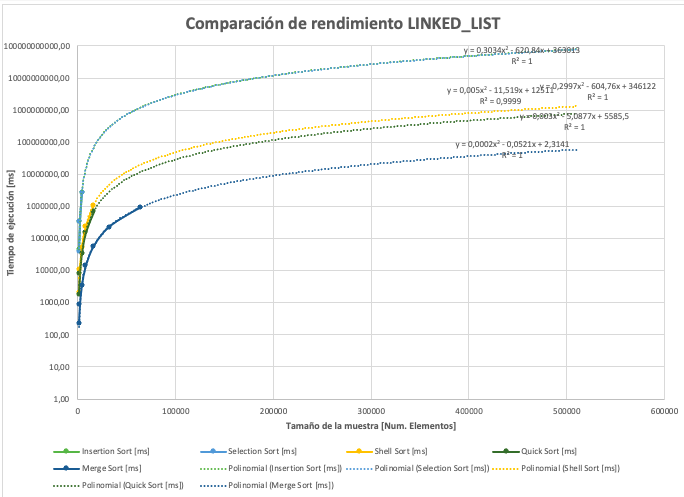 Comparación de rendimiento LINKED_LIST
100000000000,00
10000000000,00
1000000000,00
100000000,00
10000000,00
1000000,00
100000,00
10000,00
1000,00
100,00
10,00
1,00
Tiempo de ejecución [ms]
y = 0,3034x² - 620,84x + 363813
R² = 1
y = 0,2997x² - 604,76x + 346122
R² = 1
y = 0,005x² - 11,519x + 12311
R² = 0,9999
y = 0,003x² - 5,0877x + 5585,5
R² = 1
y = 0,0002x² - 0,0521x + 2,3141
R² = 1
0 100000 200000 300000 400000 500000 600000
Tamaño de la muestra [Num. Elementos]
Insertion Sort [ms] Selection Sort [ms] Shell Sort [ms] Quick Sort [ms]
Merge Sort [ms] Polinomial (Insertion Sort [ms]) Polinomial (Selection Sort [ms]) Polinomial (Shell Sort [ms])
Polinomial (Quick Sort [ms]) Polinomial (Merge Sort [ms])